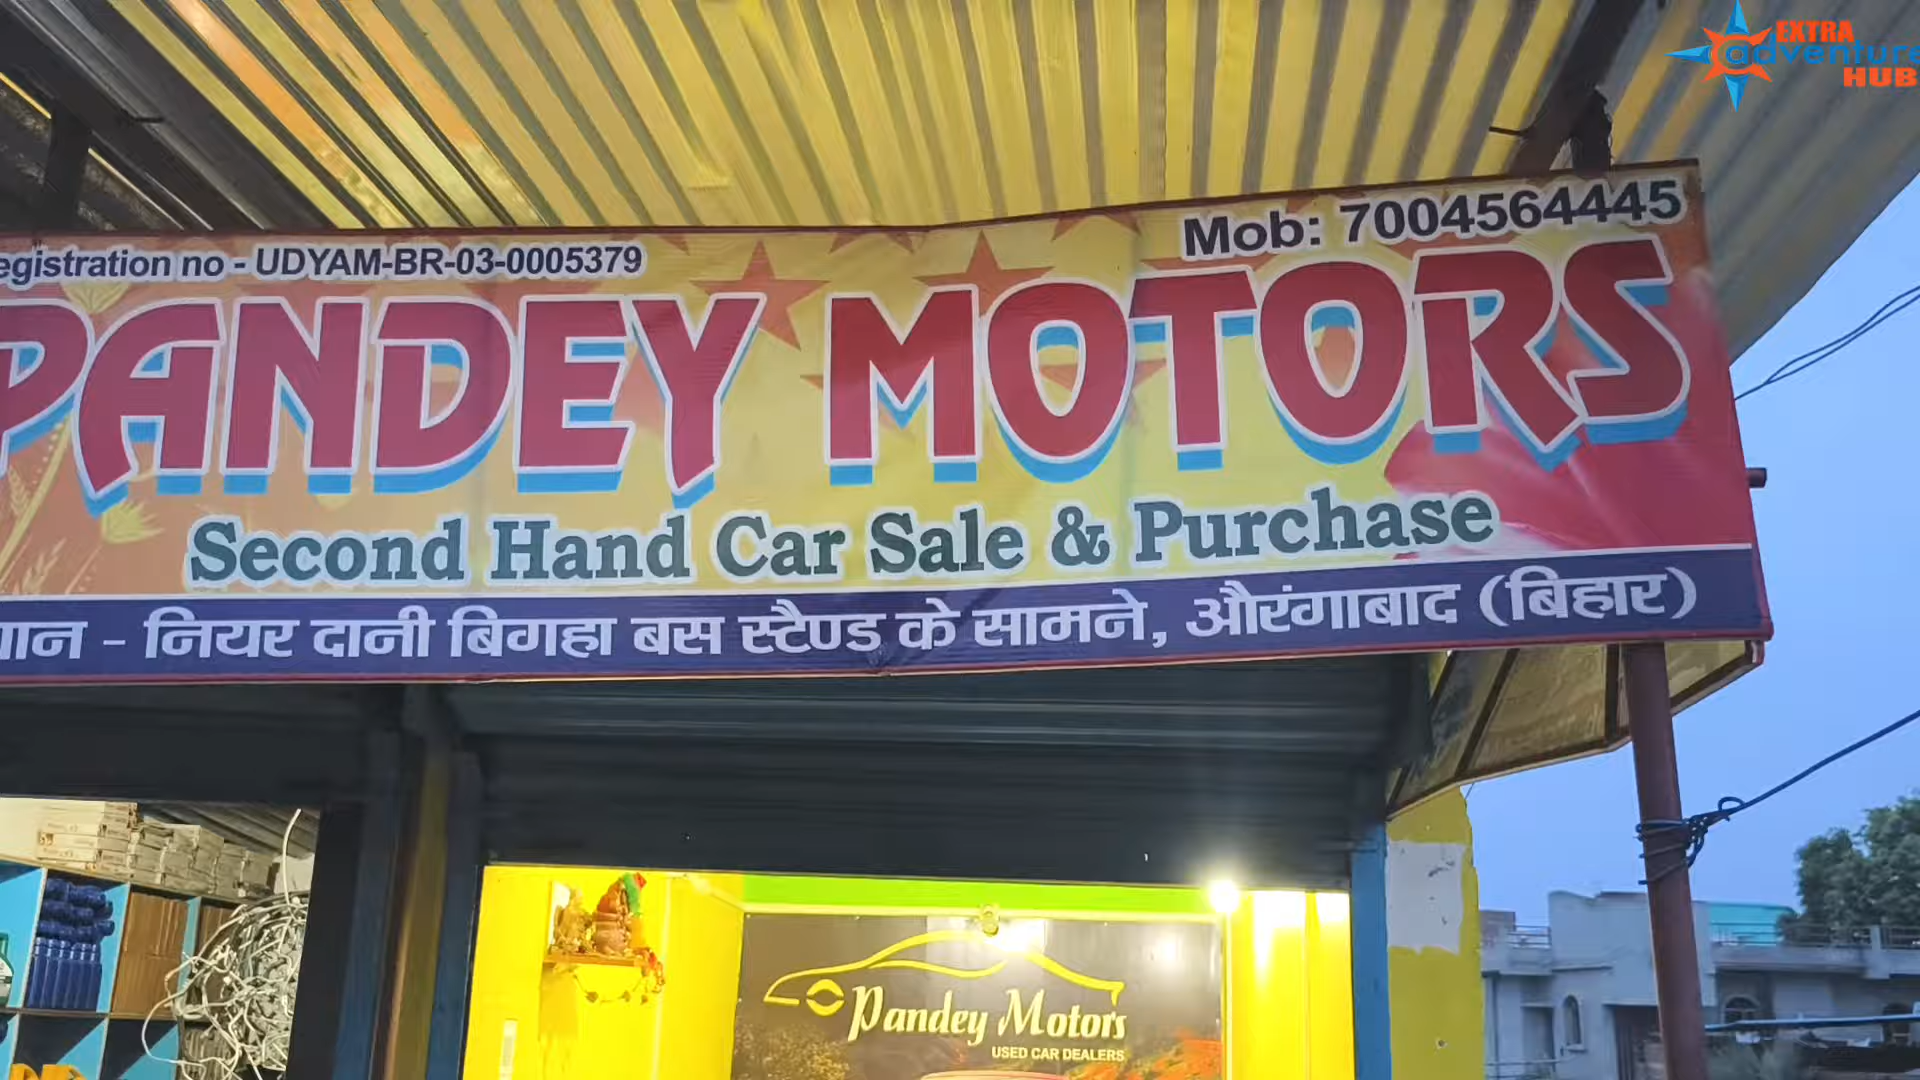 EXTRA
adventure
HUB
Mob: 7004564445
egistration no - UDYAM-BR-03-0005379
PANDEY MOTORS
Second Hand Car Sale & Purchase
नियर दानी बिगहा बस स्टैण्ड के सामने, औरंगाबाद (बिहार)
Pandey Motors
USED CAR DEALERS